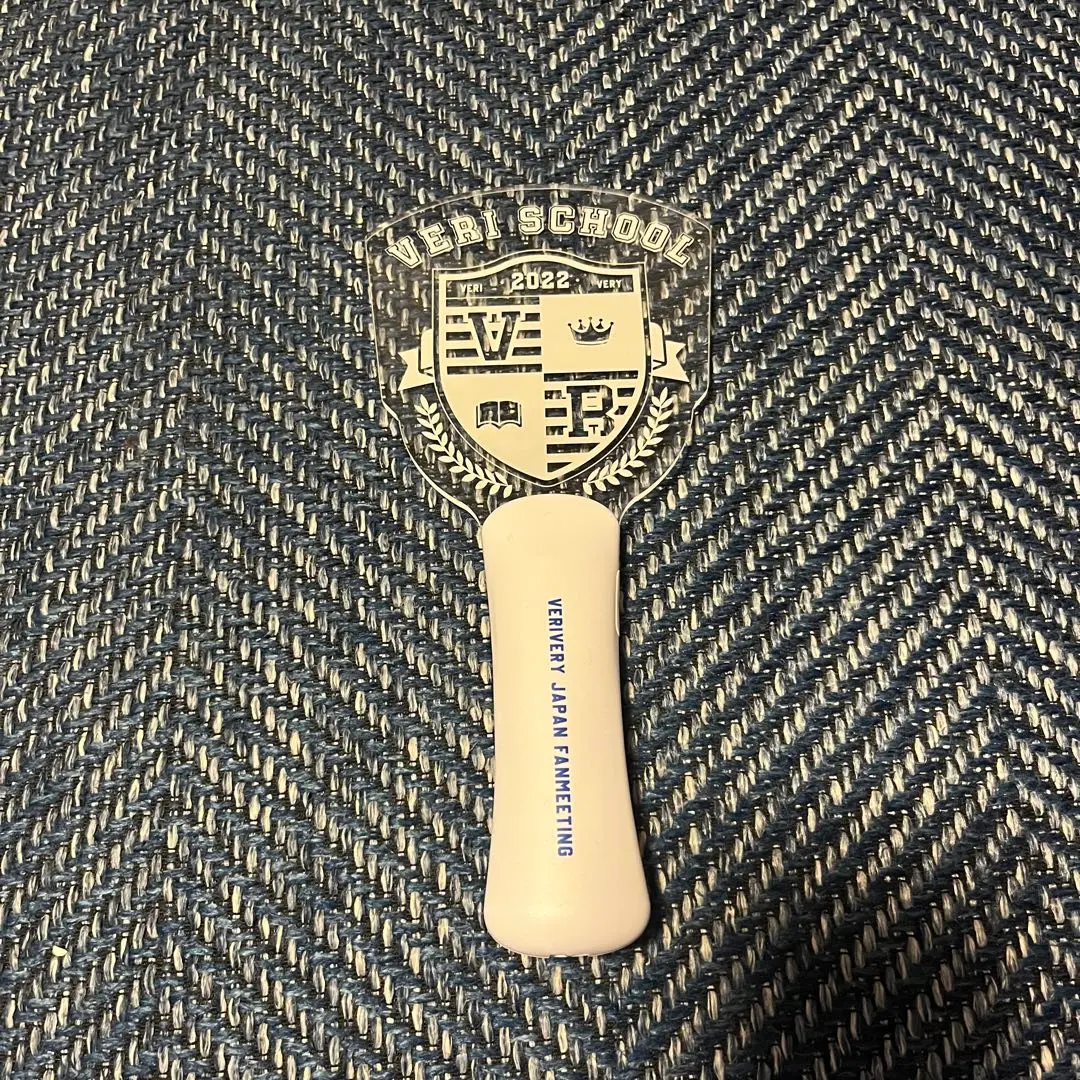 VERI SCHOOL
VERI · 2022 · VERY
V
R
VERIVERY JAPAN FANMEETING